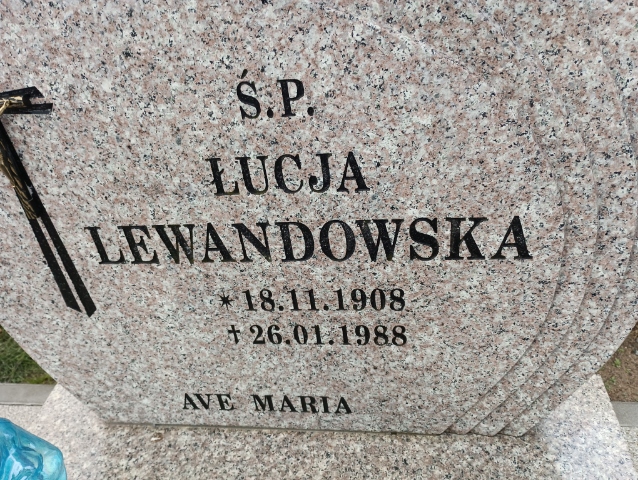 Ś.P.
ŁUCJA
LEWANDOWSKA
* 18.11.1908
† 26.01.1988
AVE MARIA